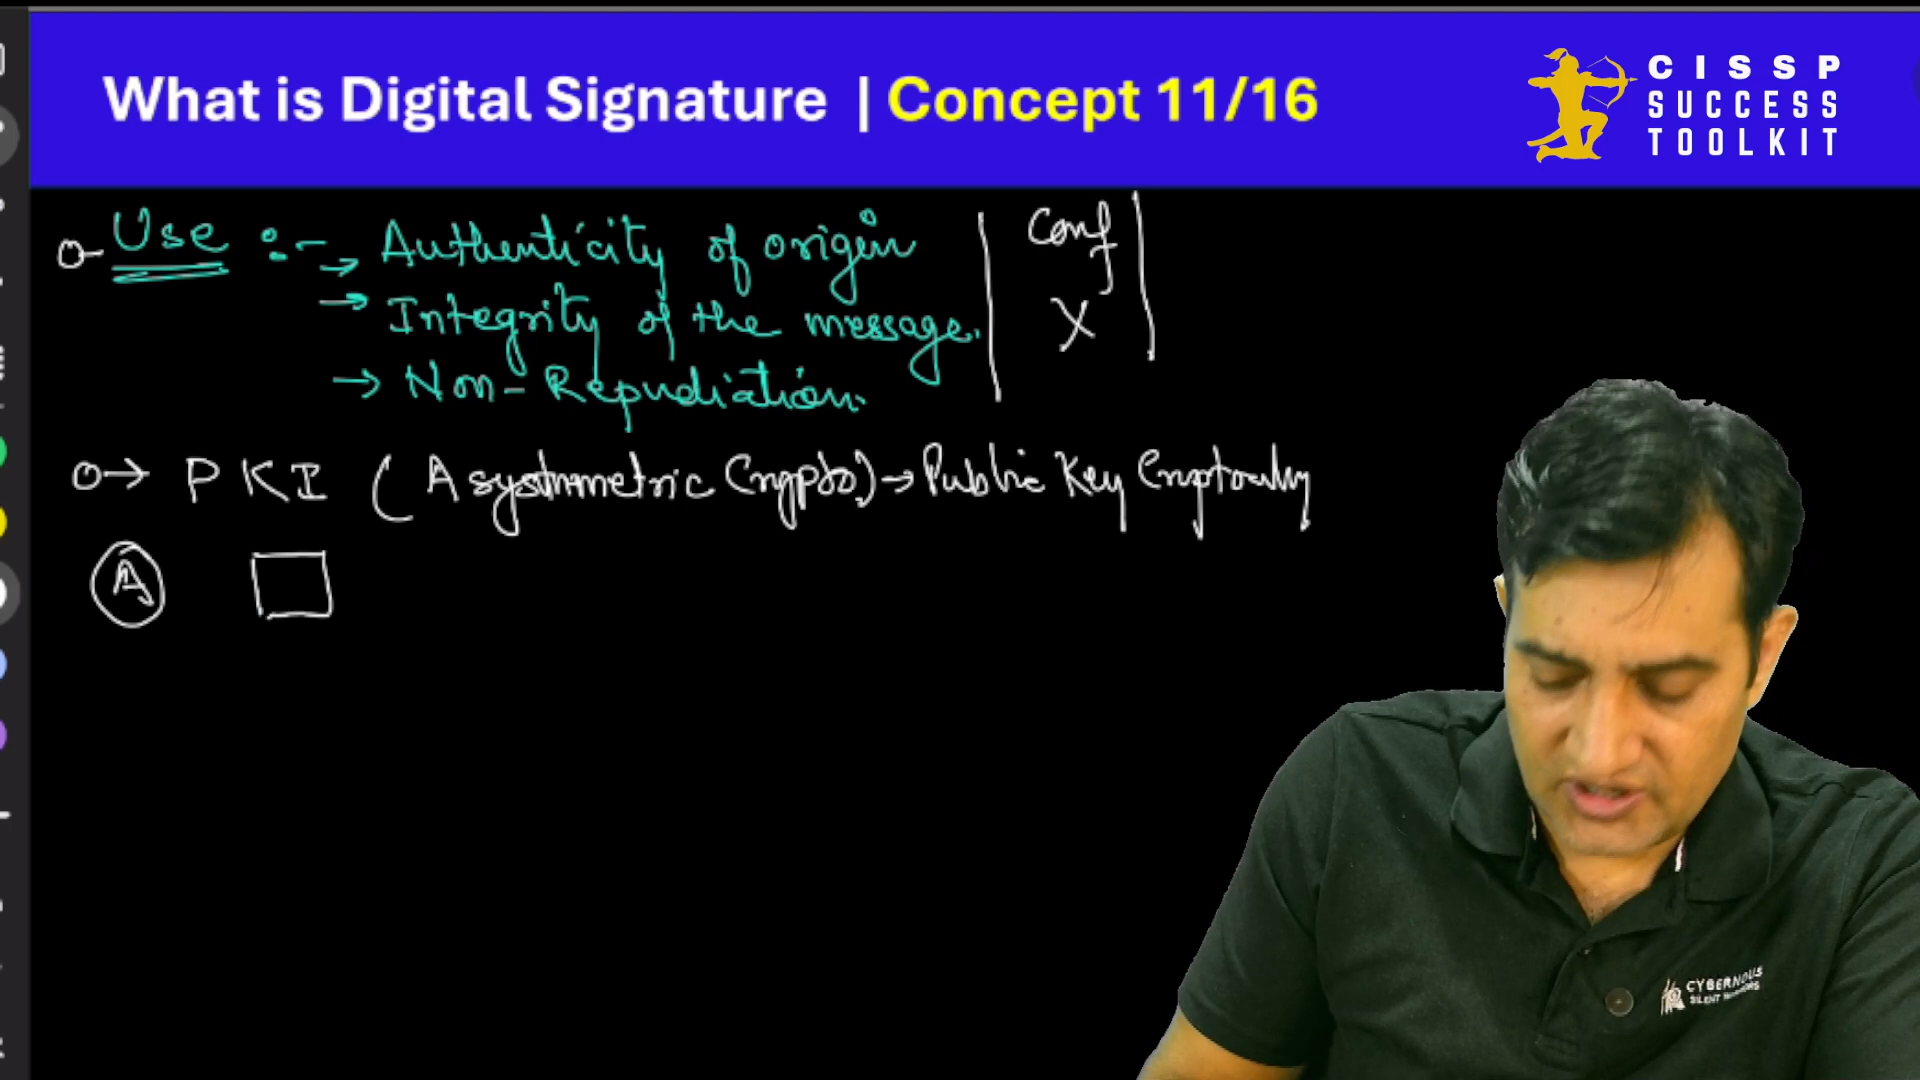 What is Digital Signature | Concept 11/16
CISSP
SUCCESS
TOOLKIT
Use :- → Authenticity of origin
→ Integrity of the message.
→ Non-Repudiation.
Conf
X
→ PKI (Asymmetric Crypto) → Public Key
A
CYBERNOUS
SILENT